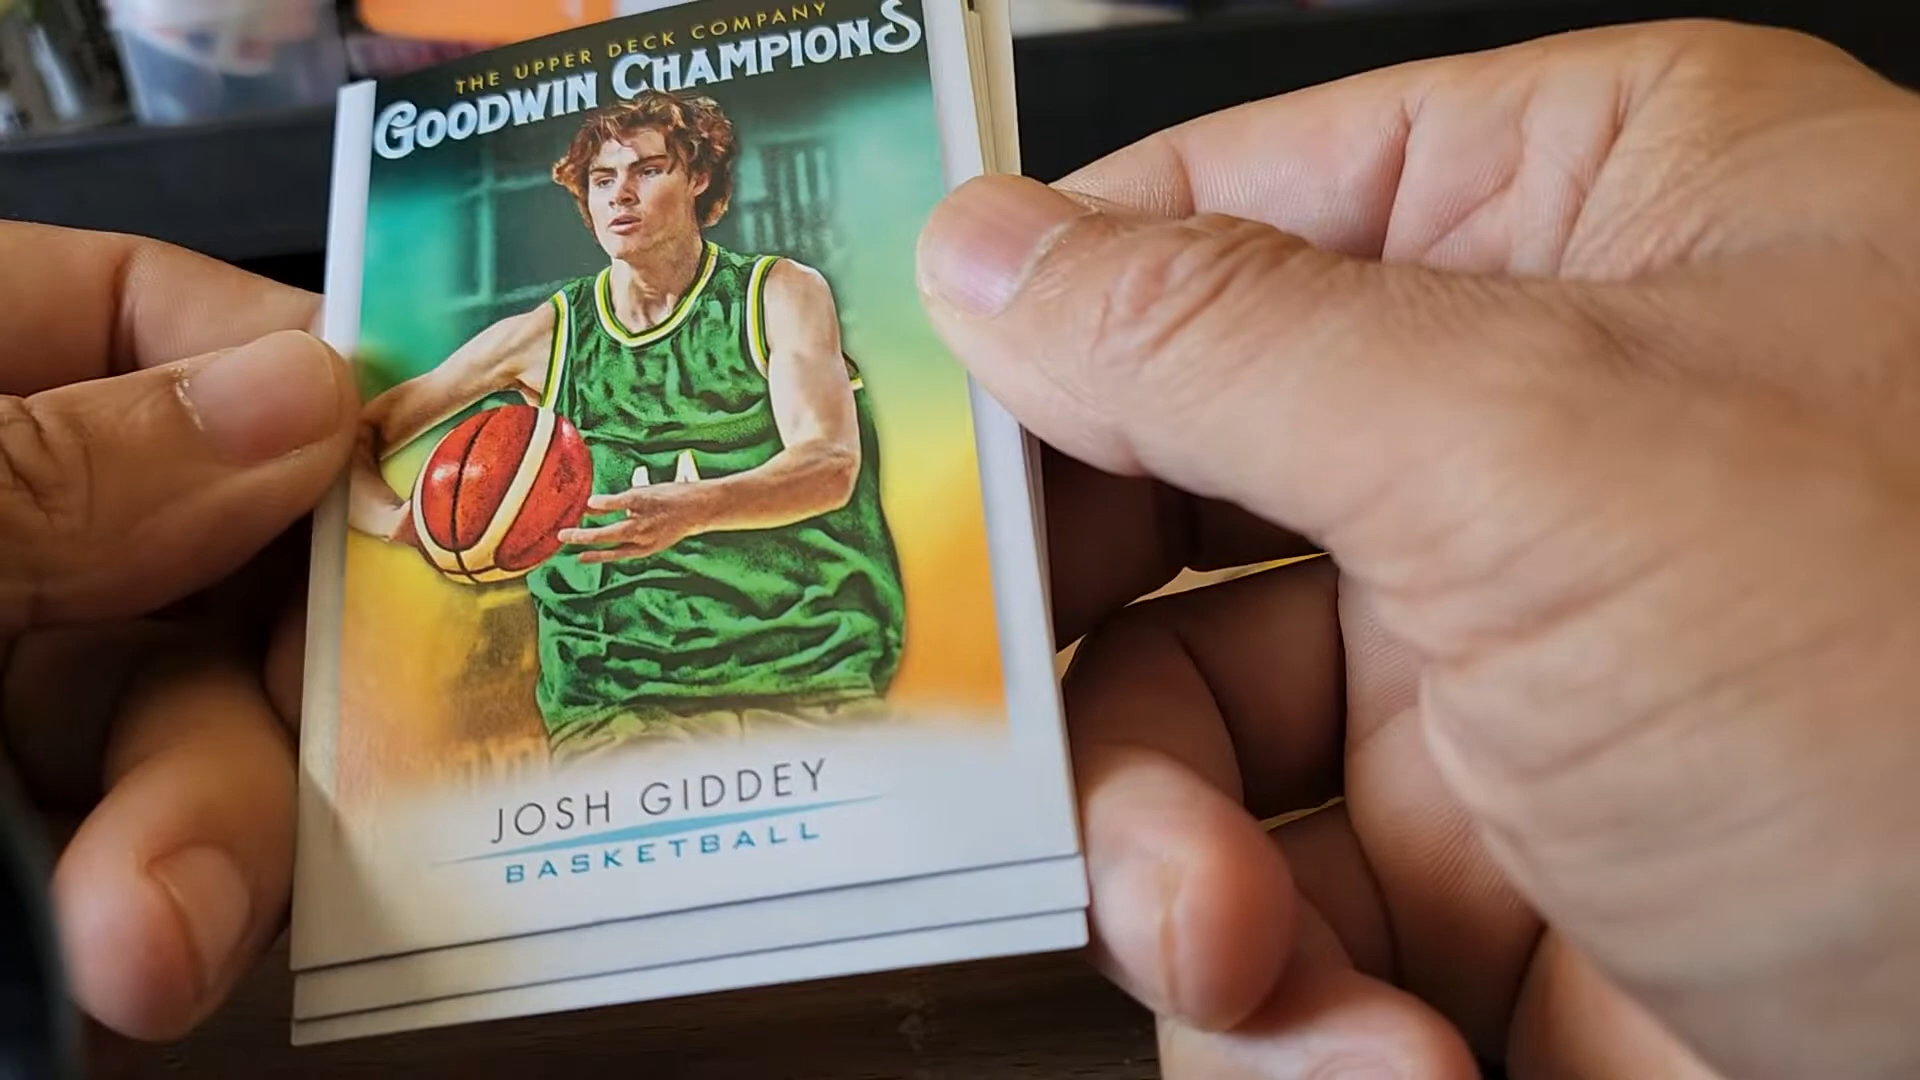 THE UPPER DECK COMPANY
GOODWIN CHAMPIONS
JOSH GIDDEY
BASKETBALL